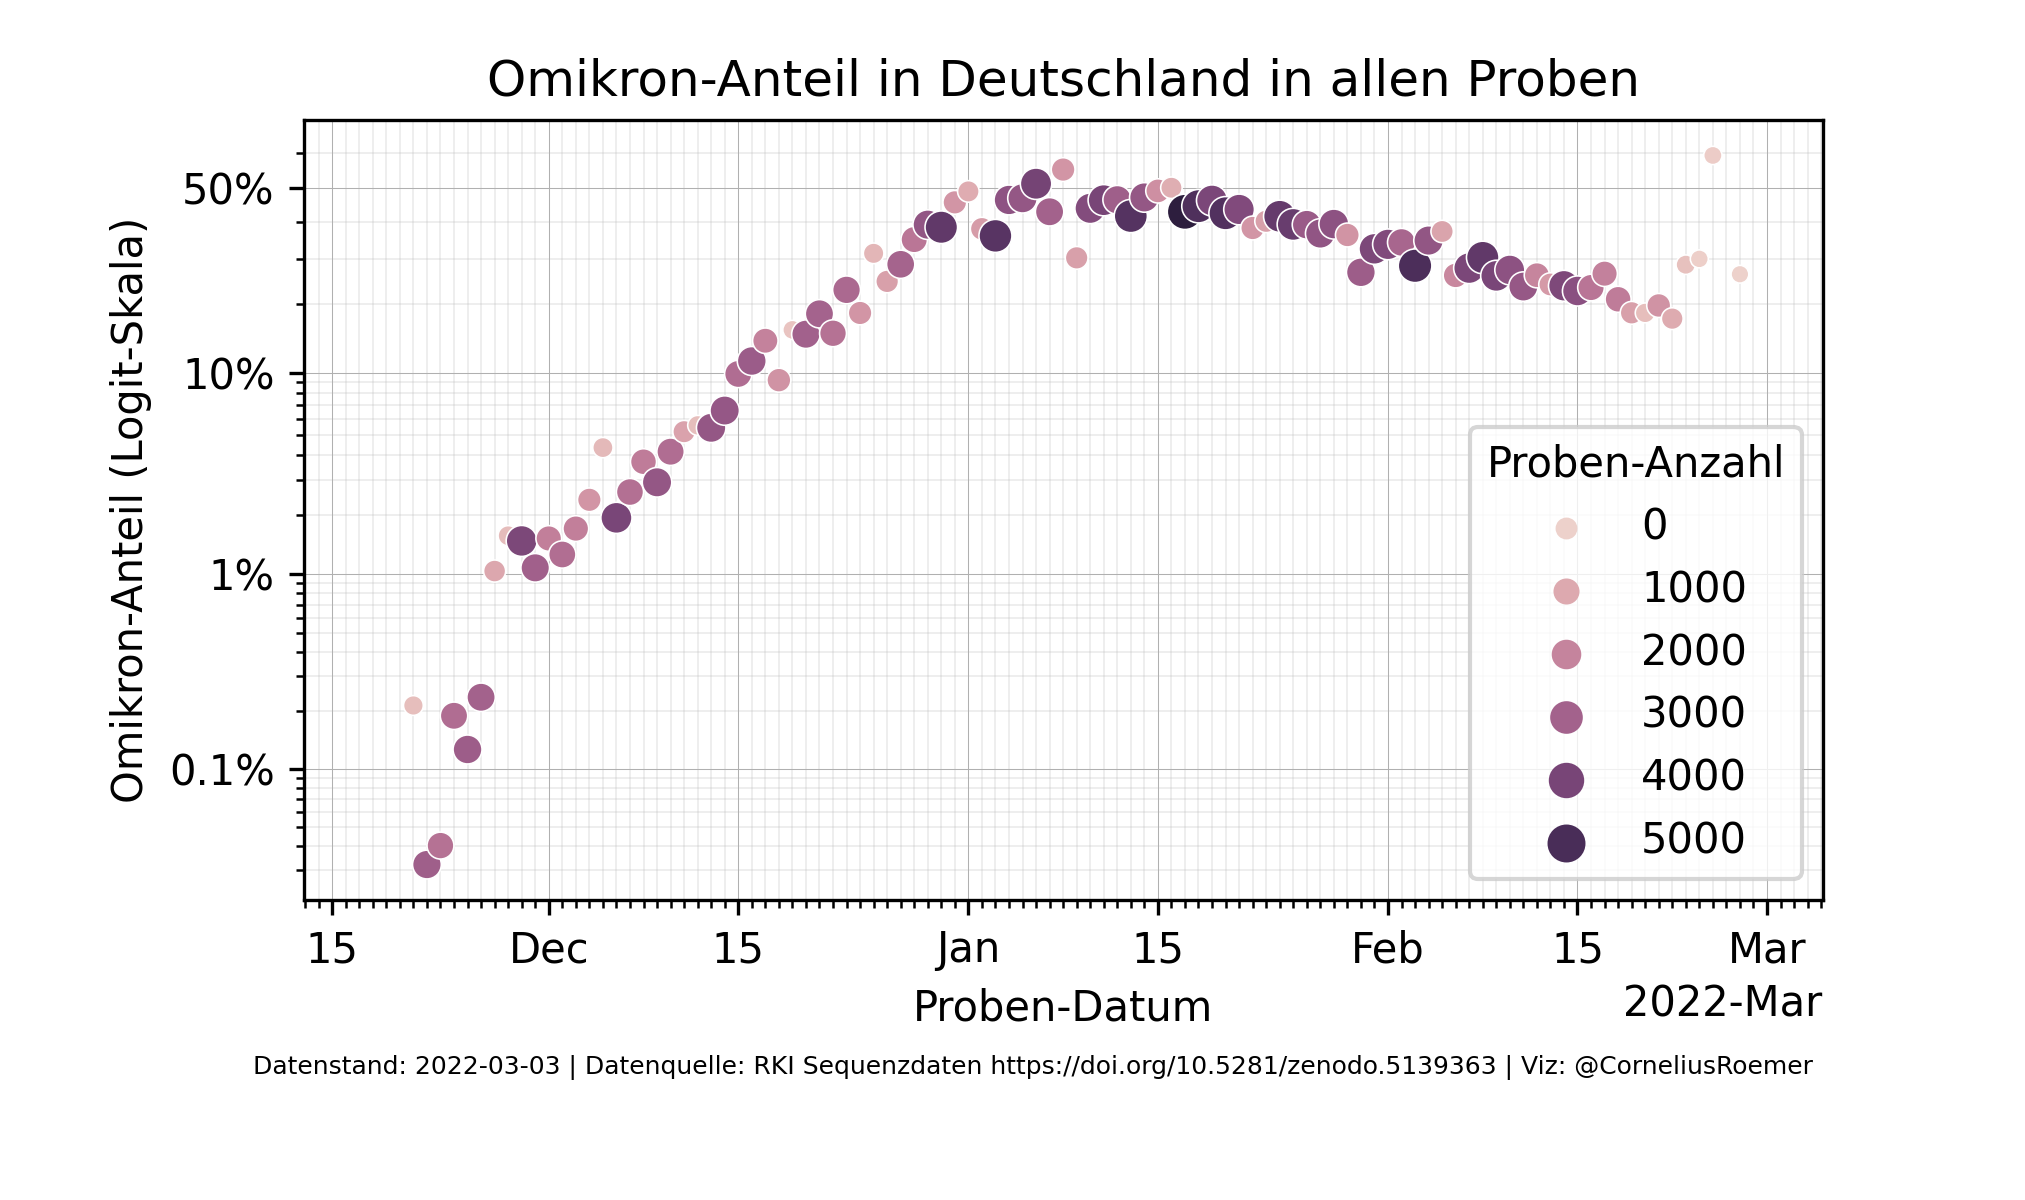 Omikron-Anteil in Deutschland in allen Proben
Omikron-Anteil (Logit-Skala)
50%
10%
1%
0.1%
Proben-Anzahl
0
1000
2000
3000
4000
5000
15 Dec 15 Jan 15 Feb 15 Mar
Proben-Datum
2022-Mar
Datenstand: 2022-03-03 | Datenquelle: RKI Sequenzdaten https://doi.org/10.5281/zenodo.5139363 | Viz: @CorneliusRoemer